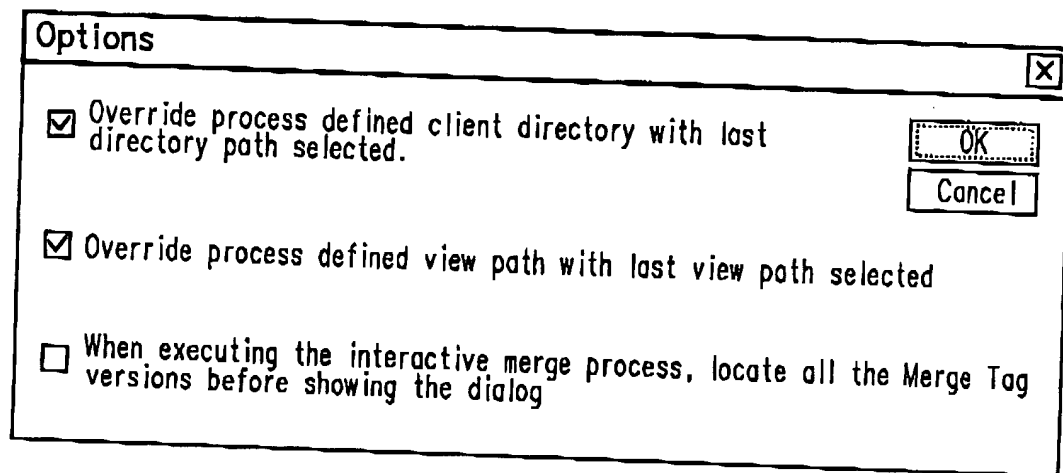 Options
Override process defined client directory with last
directory path selected.
OK
Cancel
Override process defined view path with last view path selected
When executing the interactive merge process, locate all the Merge Tag
versions before showing the dialog